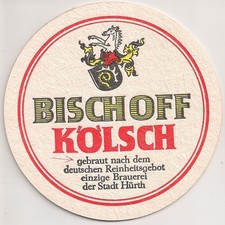 BISCHOFF
KÖLSCH
gebraut nach dem
deutschen Reinheitsgebot
einzige Brauerei
der Stadt Hürth